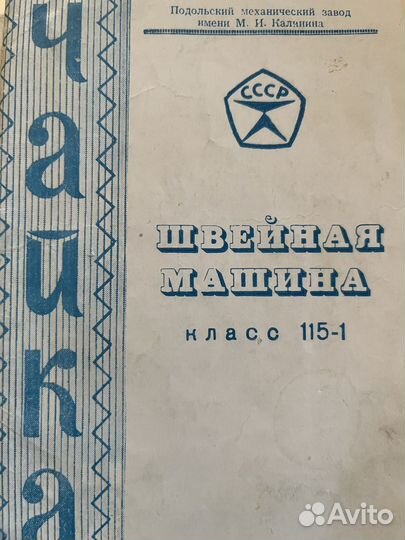 Подольский механический завод
имени М. И. Калинина
чайка
СССР
ШВЕЙНАЯ
МАШИНА
класс 115-1
Avito